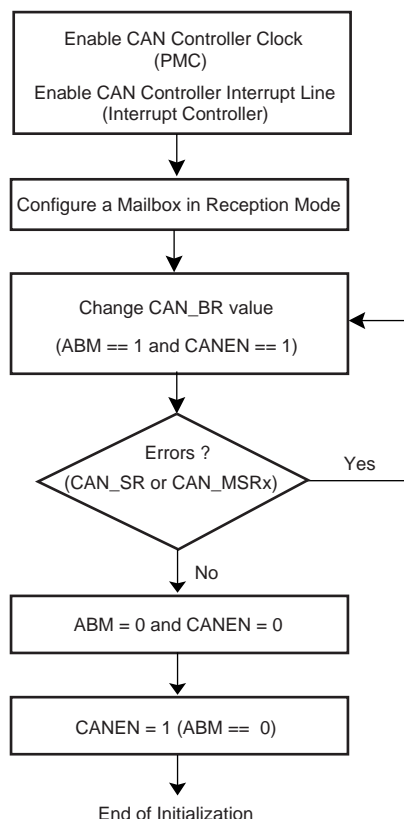 Enable CAN Controller Clock
(PMC)
Enable CAN Controller Interrupt Line
(Interrupt Controller)
Configure a Mailbox in Reception Mode
Change CAN_BR value
(ABM == 1 and CANEN == 1)
Errors ?
(CAN_SR or CAN_MSRx)
Yes
No
ABM = 0 and CANEN = 0
CANEN = 1 (ABM == 0)
End of Initialization